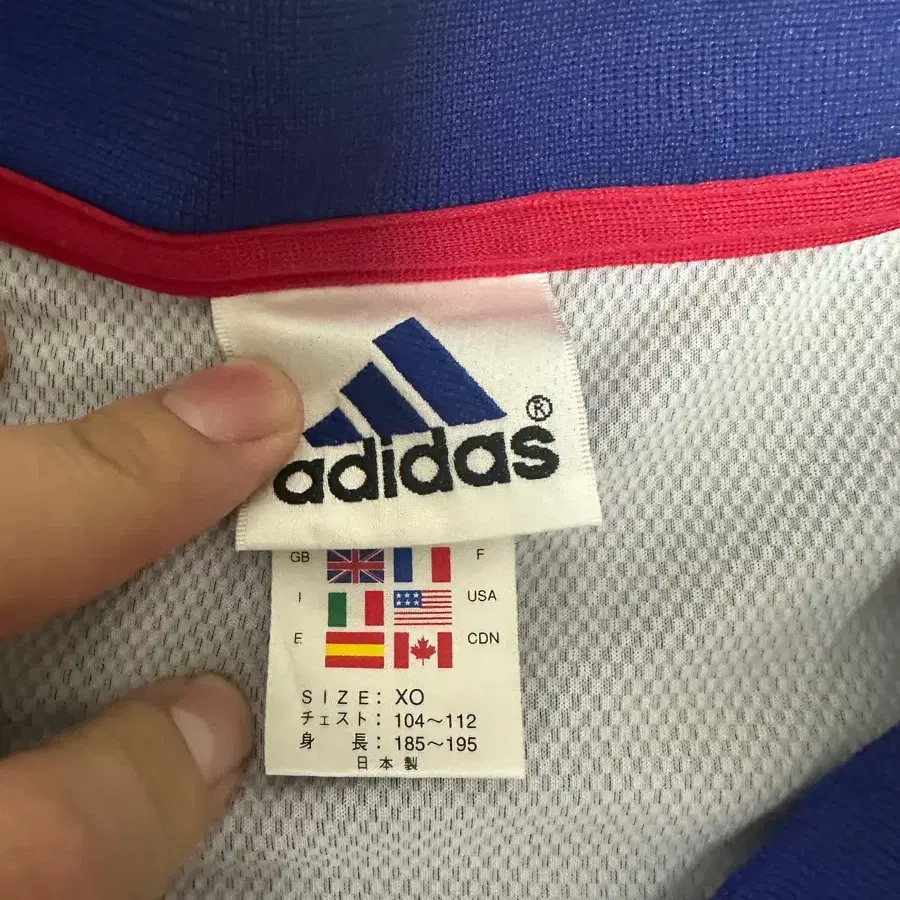 adidas®
GB F
I USA
E CDN
SIZE: XO
チェスト: 104〜112
身 長: 185〜195
日本製